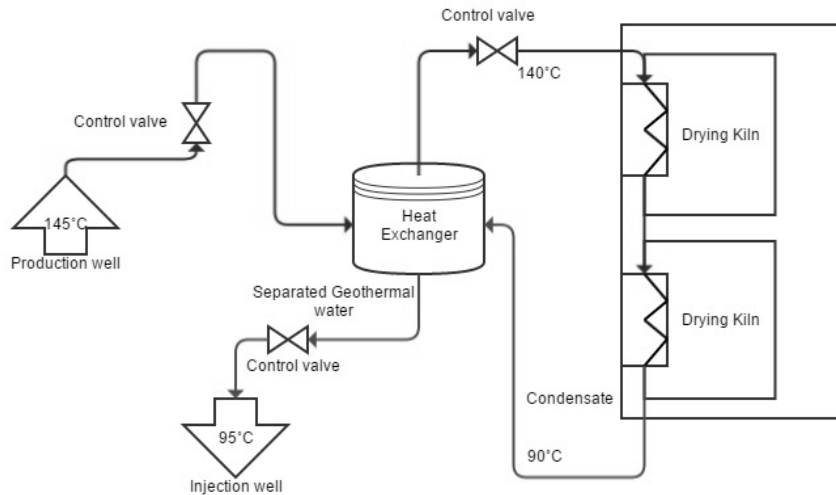 Control valve
140°C
Control valve
Drying Kiln
145°C
Production well
Heat
Exchanger
Separated Geothermal
water
Control valve
Drying Kiln
Condensate
95°C
90°C
Injection well